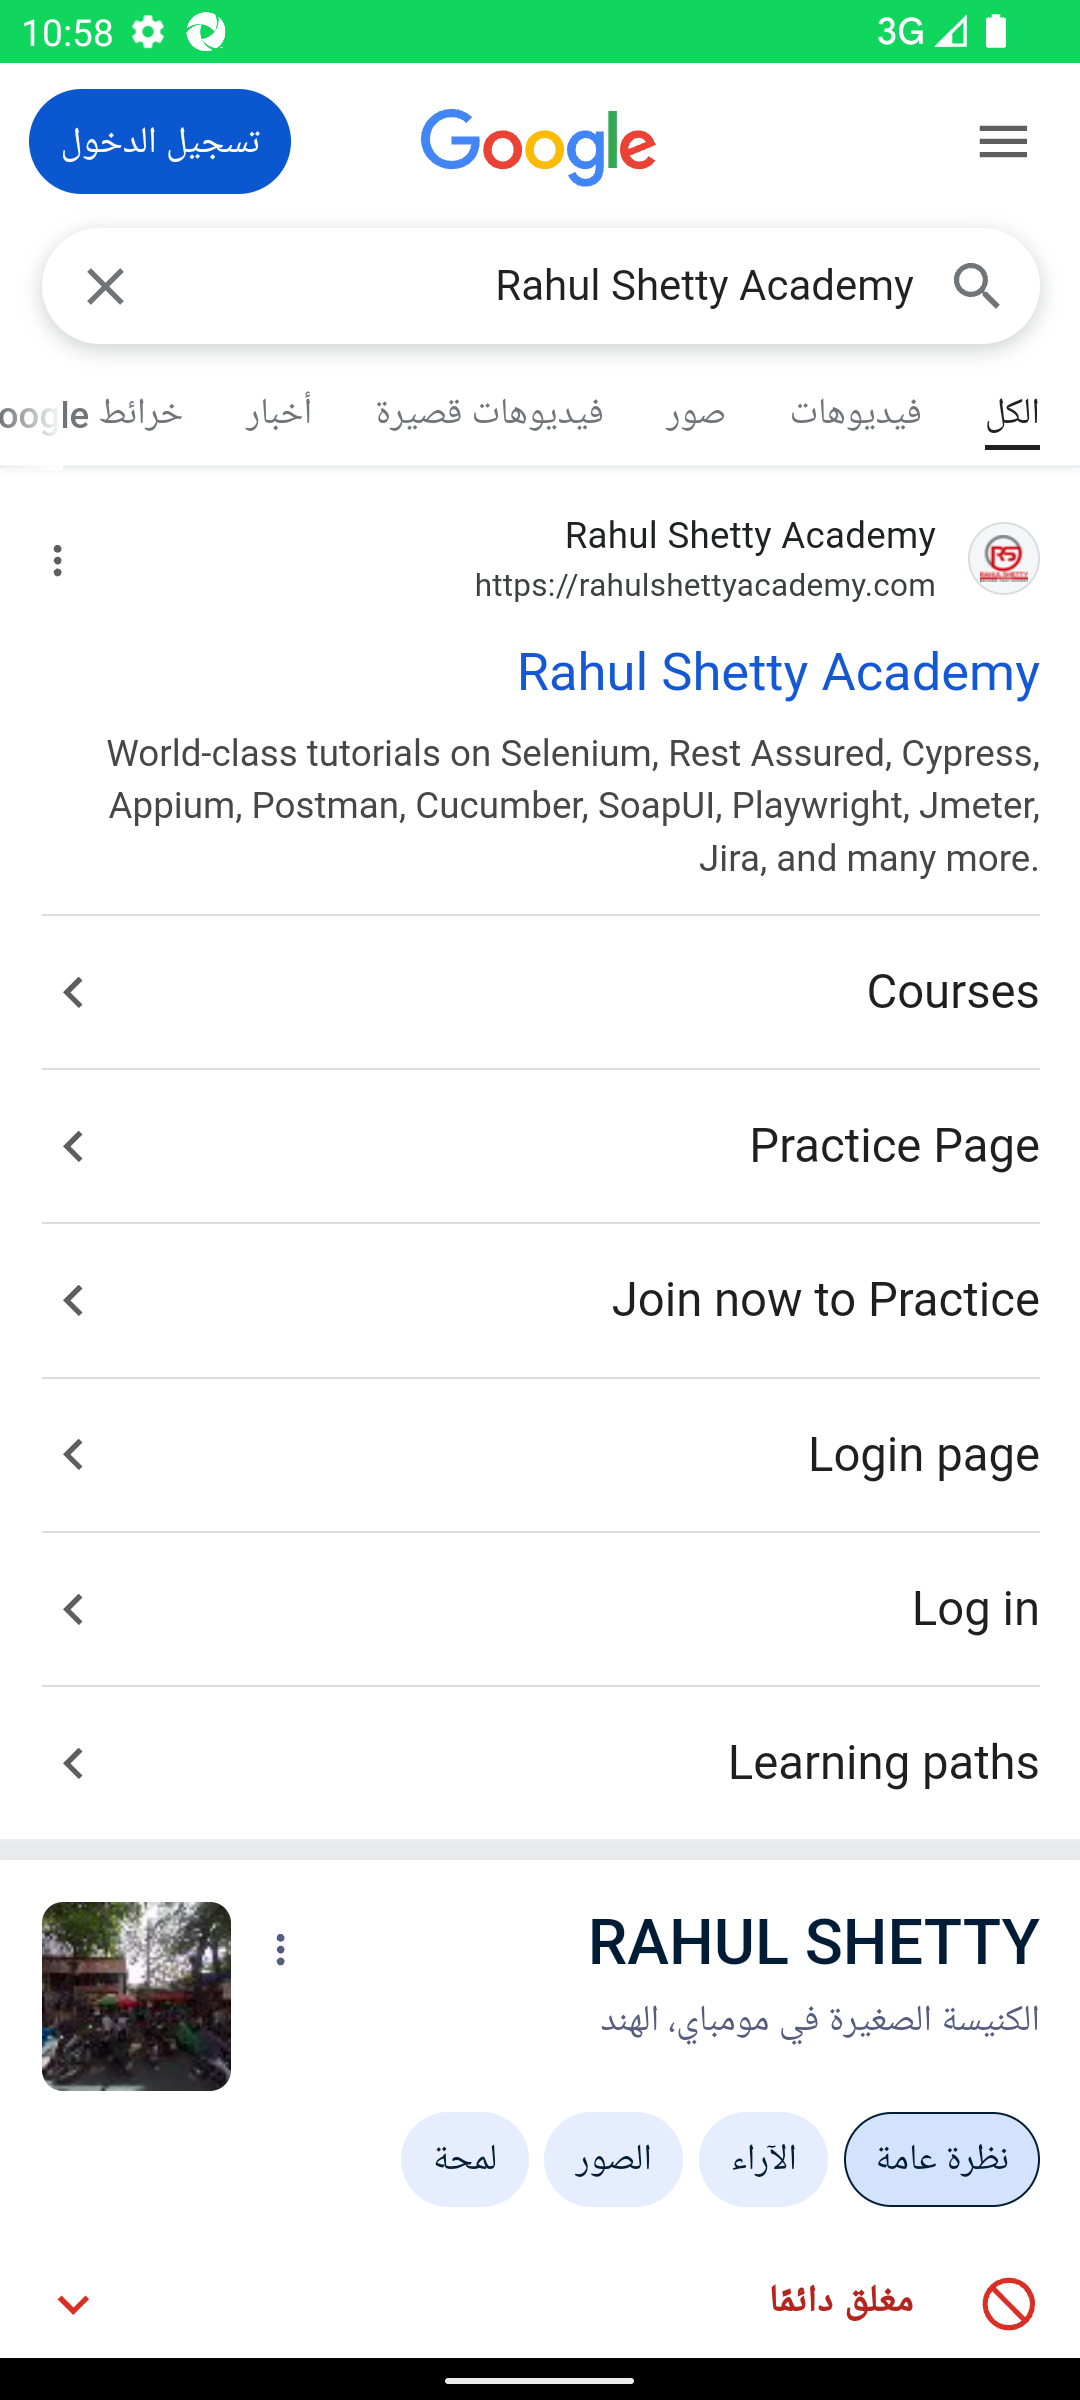 10:58 3G
تسجيل الدخول Google
Rahul Shetty Academy
الكل فيديوهات صور فيديوهات قصيرة أخبار خرائط oogle
Rahul Shetty Academy
https://rahulshettyacademy.com
Rahul Shetty Academy
World-class tutorials on Selenium, Rest Assured, Cypress,
Appium, Postman, Cucumber, SoapUI, Playwright, Jmeter,
Jira, and many more.
Courses
Practice Page
Join now to Practice
Login page
Log in
Learning paths
RAHUL SHETTY
الكنيسة الصغيرة في مومباي، الهند
نظرة عامة الآراء الصور لمحة
مغلق دائمًا